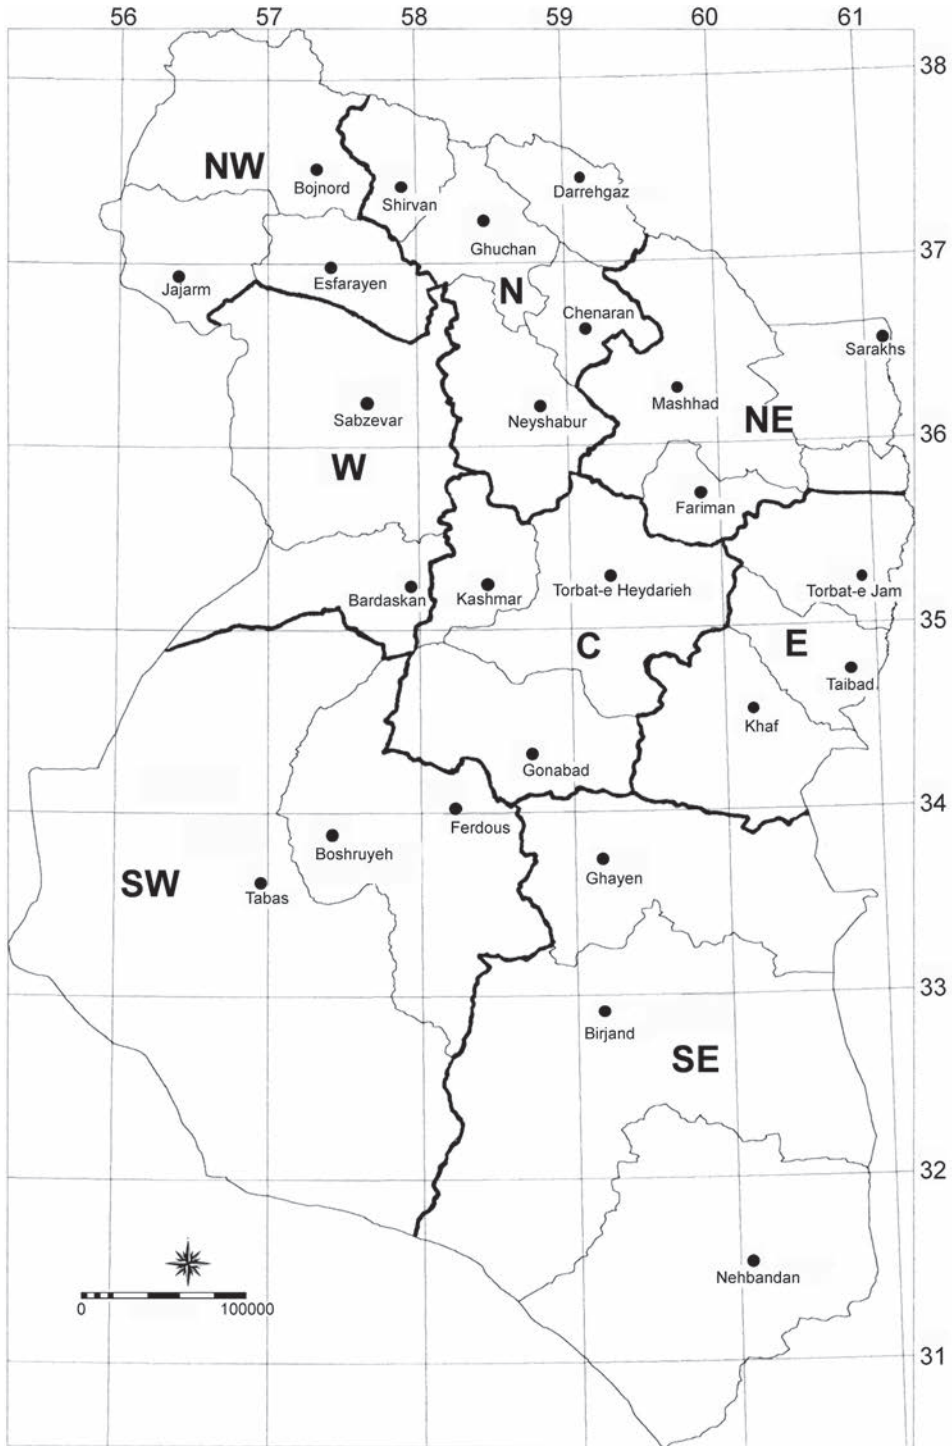 56 57 58 59 60 61
38
NW
Bojnord
Shirvan
Darrehgaz
Ghuchan
37
Jajarm
Esfarayen
N
Chenaran
Sarakhs
Mashhad
Sabzevar
Neyshabur
NE
36
W
Fariman
Bardaskan
Kashmar
Torbat-e Heydarieh
Torbat-e Jam
35
C
E
Taibad
Khaf
Gonabad
34
Ferdous
Boshruyeh
SW
Tabas
Ghayen
33
Birjand
SE
32
Nehbandan
0 100000
31